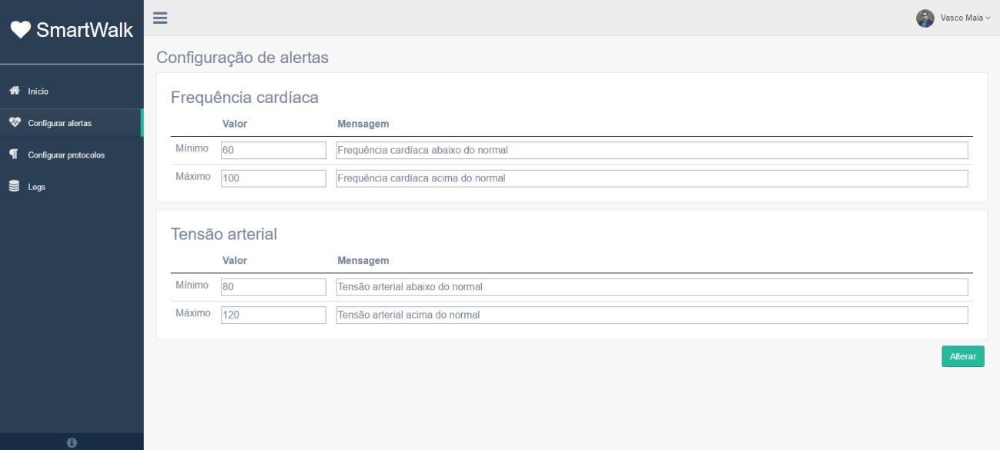 SmartWalk
Vasco Maia
Início
Configurar alertas
Configurar protocolos
Logs
Configuração de alertas
Frequência cardíaca
Valor Mensagem
Mínimo 60 Frequência cardíaca abaixo do normal
Máximo 100 Frequência cardíaca acima do normal
Tensão arterial
Valor Mensagem
Mínimo 80 Tensão arterial abaixo do normal
Máximo 120 Tensão arterial acima do normal
Alterar